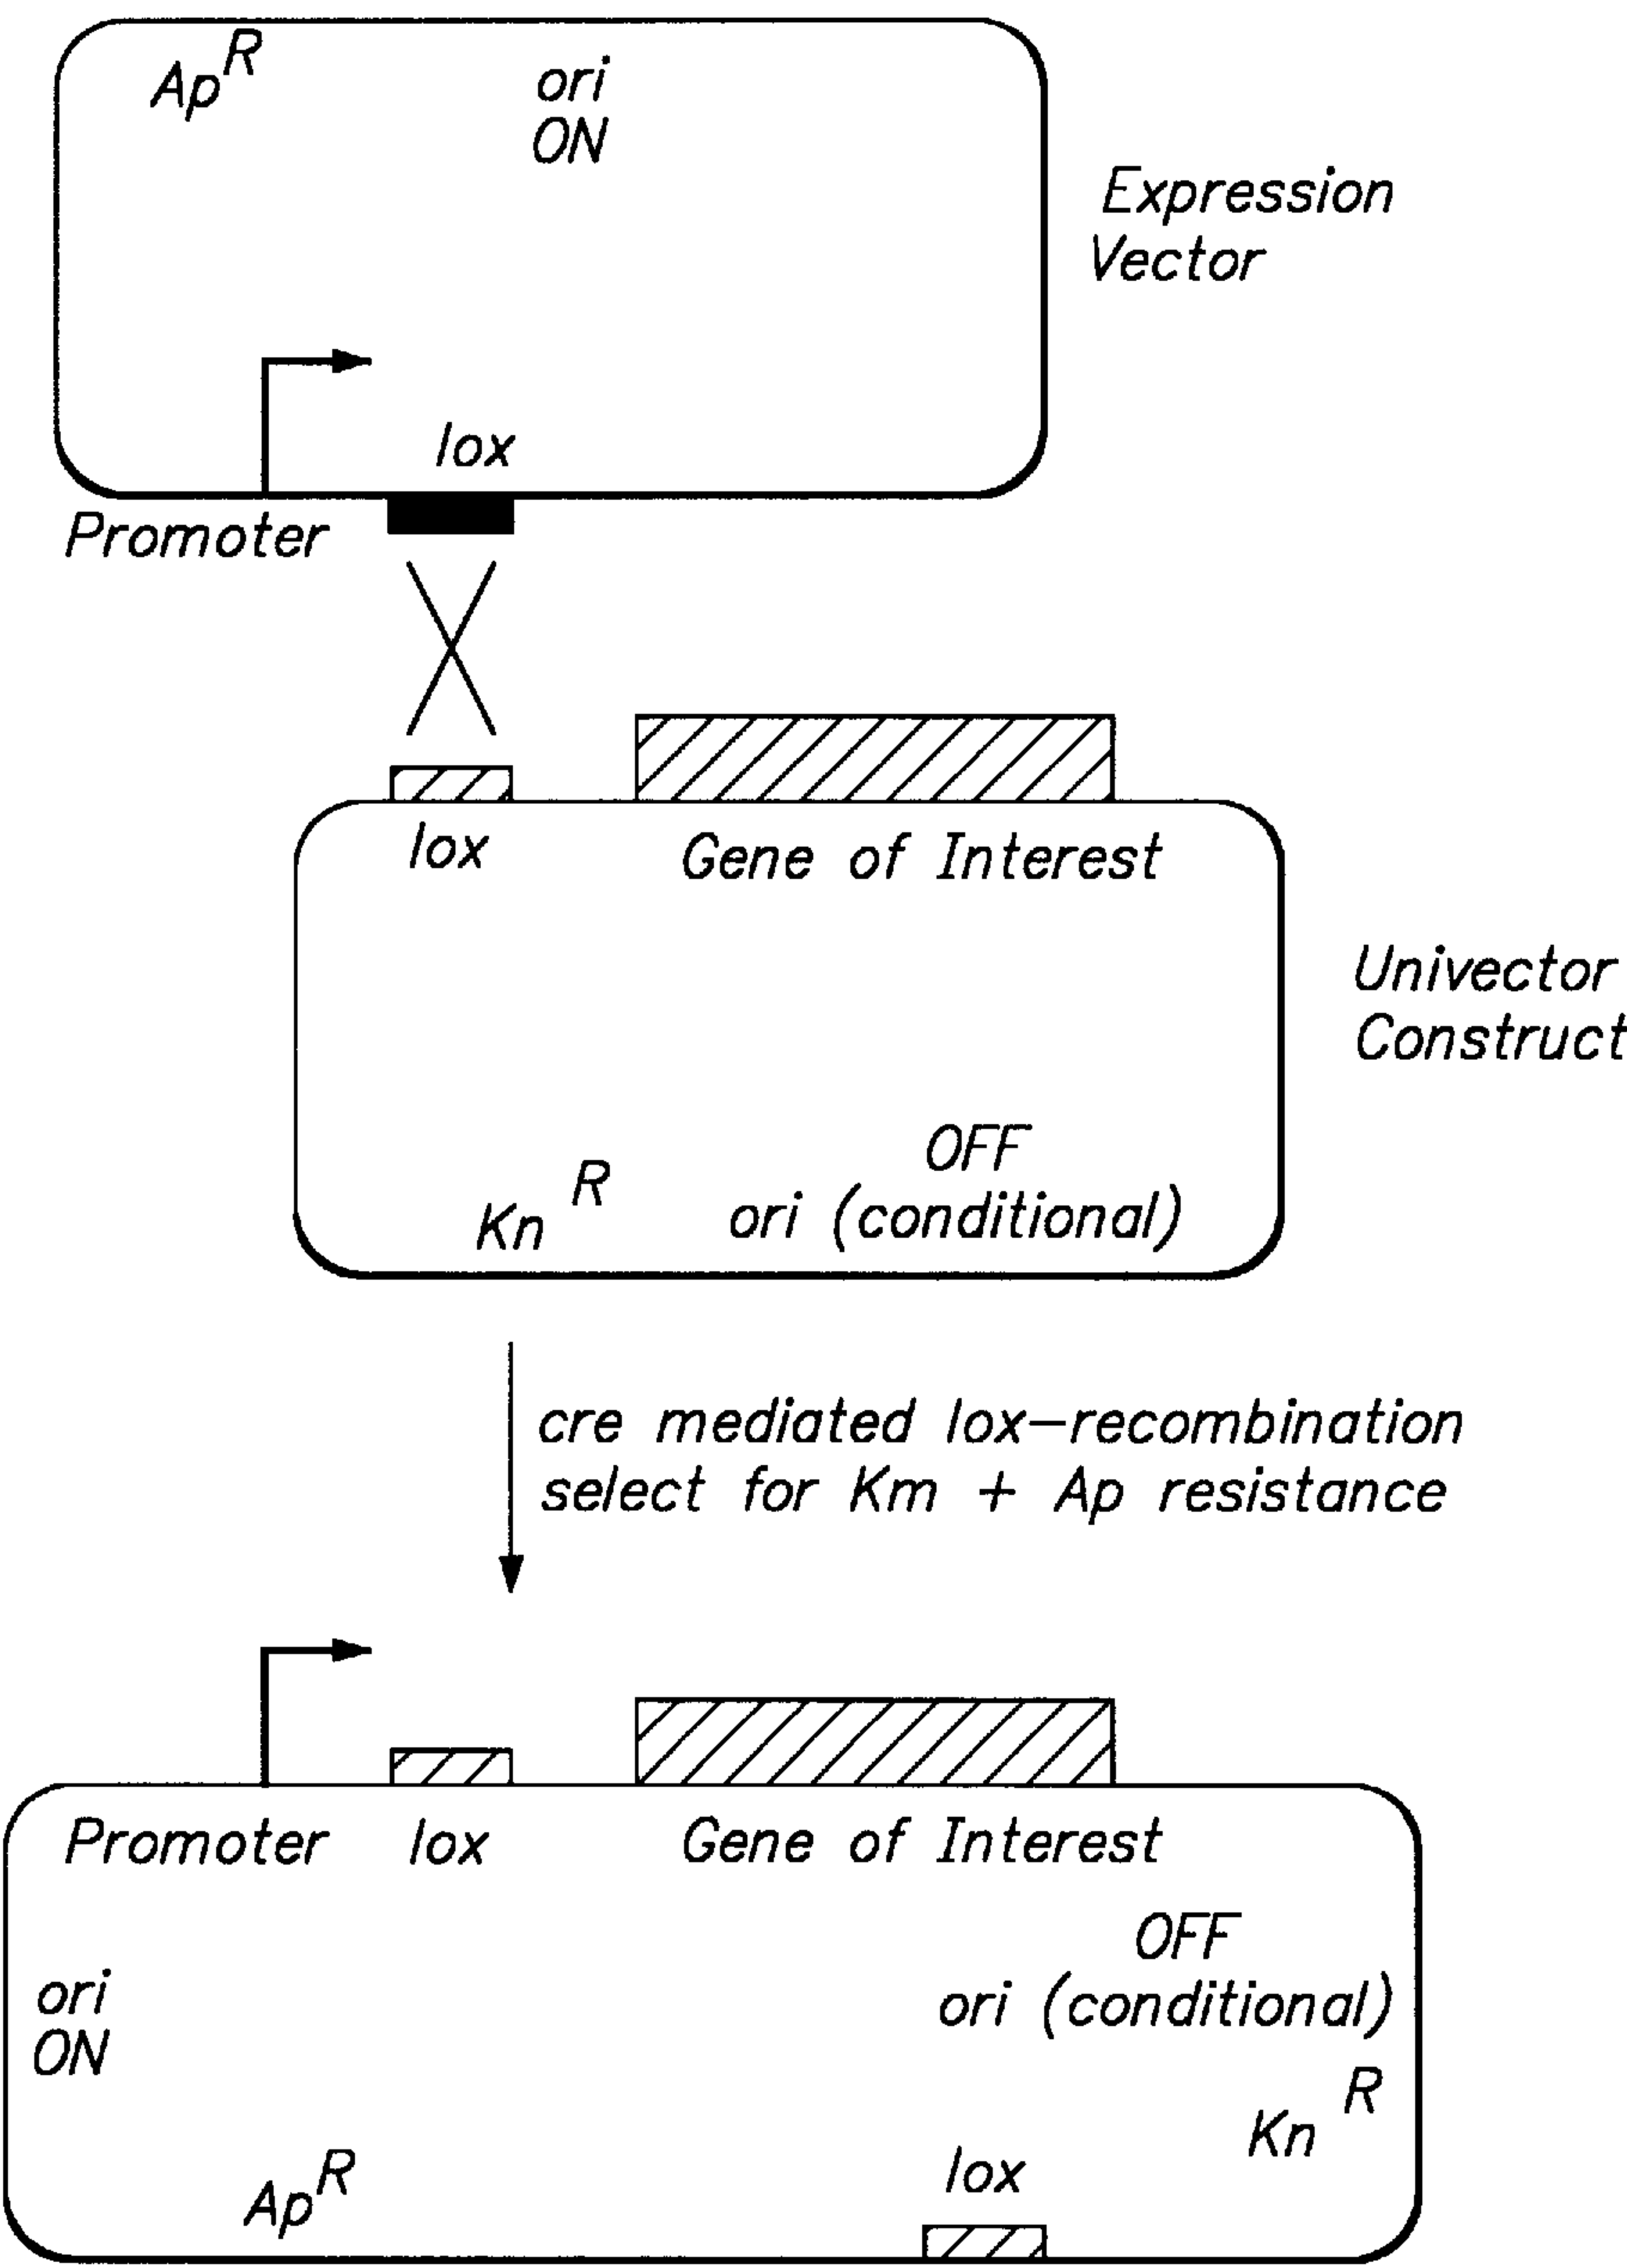 Ap^R
ori
ON
Expression
Vector
lox
Promoter
lox
Gene of Interest
Univector
Construct
OFF
ori (conditional)
Kn^R
cre mediated lox-recombination
select for Km + Ap resistance
Promoter lox Gene of Interest
OFF
ori (conditional)
ori
ON
Kn^R
Ap^R
lox